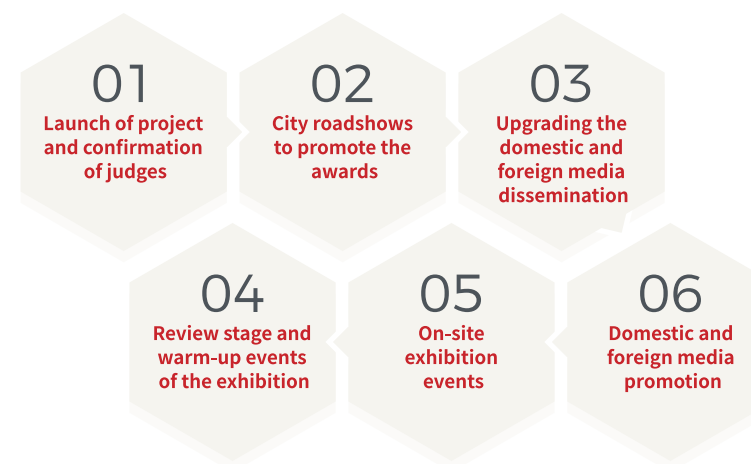 01
Launch of project
and confirmation
of judges
02
City roadshows
to promote the
awards
03
Upgrading the
domestic and
foreign media
dissemination
04
Review stage and
warm-up events
of the exhibition
05
On-site
exhibition
events
06
Domestic and
foreign media
promotion